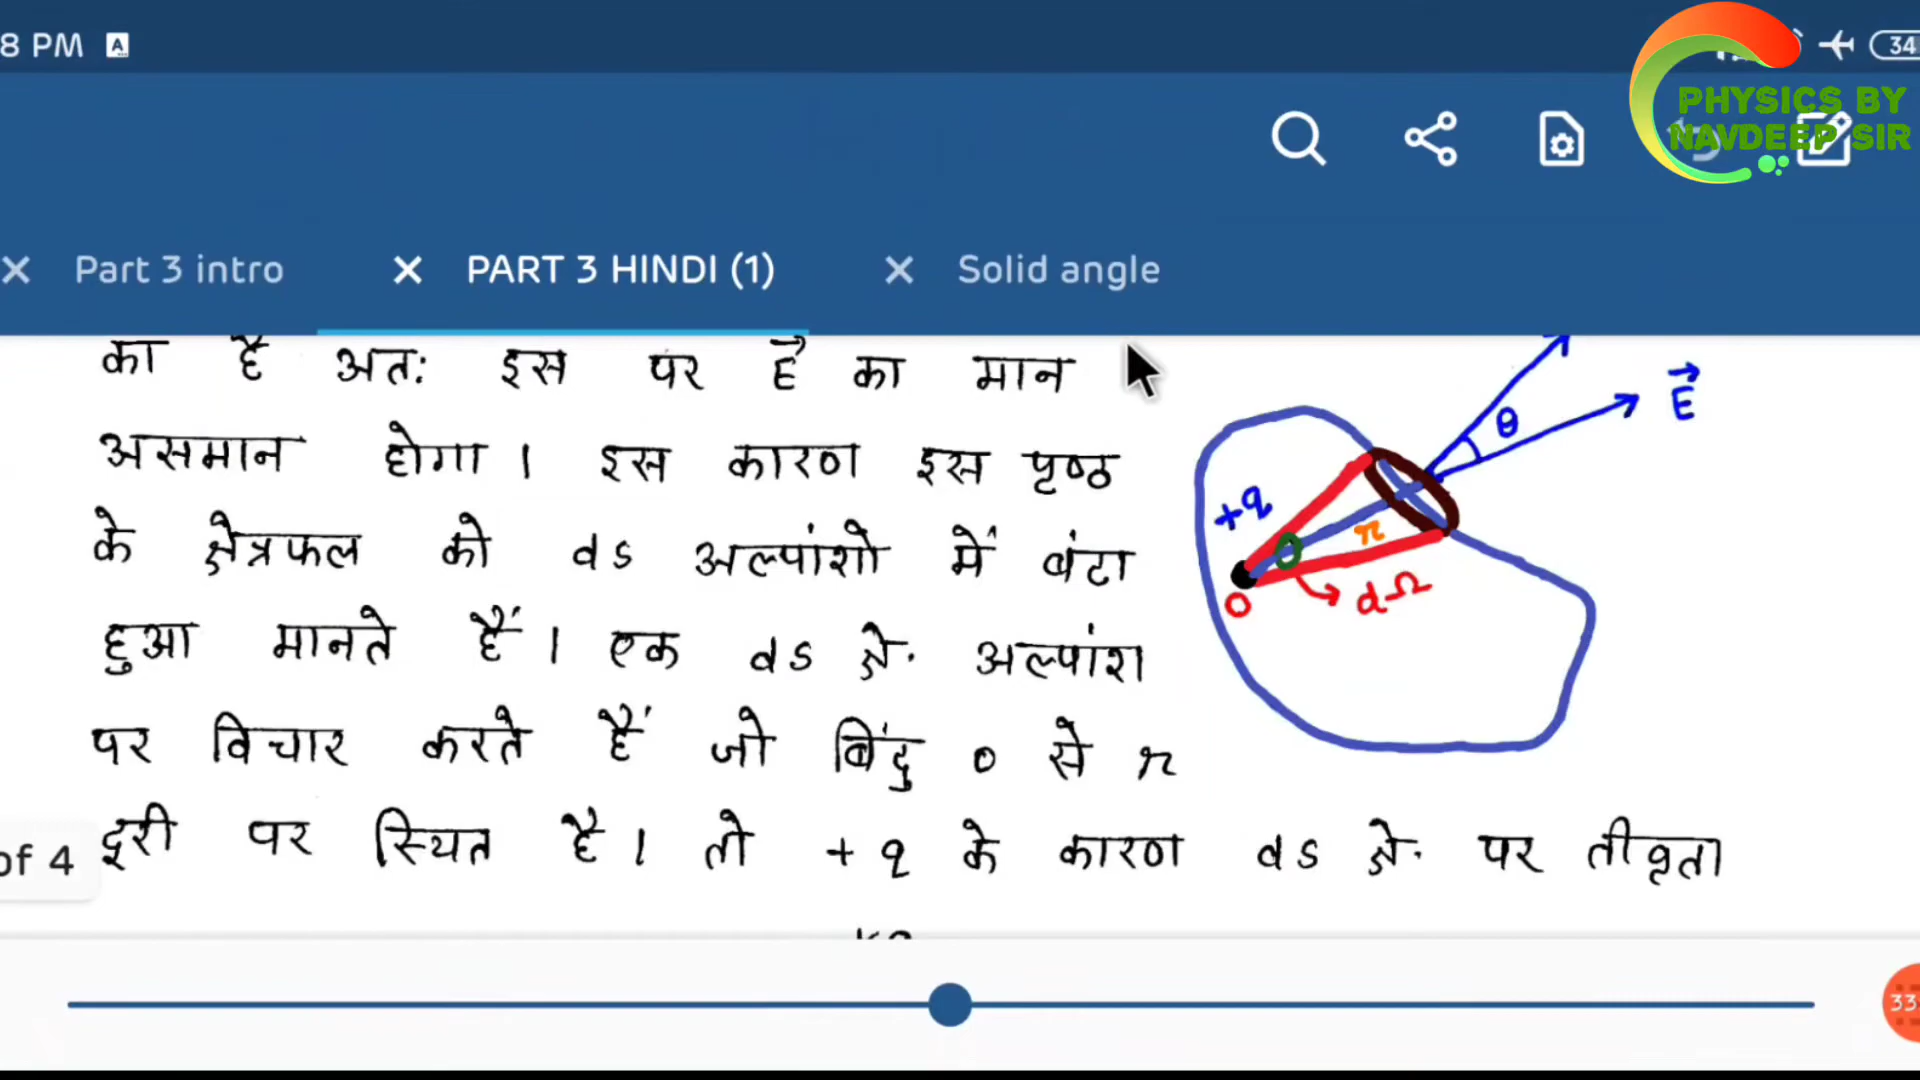 8 PM A
34
PHYSICS BY
NAVDEEP SIR
Part 3 intro
PART 3 HINDI (1)
Solid angle
का है अतः इस पर E⃗ का मान
असमान होगा । इस कारण इस पृष्ठ
के क्षेत्रफल को ds अल्पांशो में बंटा
हुआ मानते हैं । एक ds क्षे. अल्पांश
पर विचार करते हैं जो बिंदु o से r
दूरी पर स्थित है । तो + q के कारण ds क्षे. पर तीव्रता
θ
E⃗
+q
r
O
dΩ
of 4
33